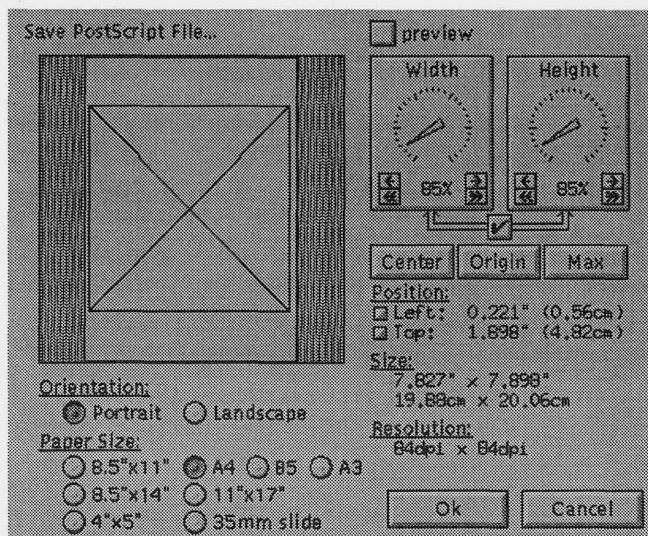 Save PostScript File...
preview
Width
Height
85%
85%
Center Origin Max
Position:
Left: 0.221" (0.56cm)
Top: 1.898" (4.82cm)
Size:
7.827" x 7.898"
19.88cm x 20.06cm
Resolution:
84dpi x 84dpi
Orientation:
Portrait Landscape
Paper Size:
8.5"x11" A4 B5 A3
8.5"x14" 11"x17"
4"x5" 35mm slide
Ok Cancel